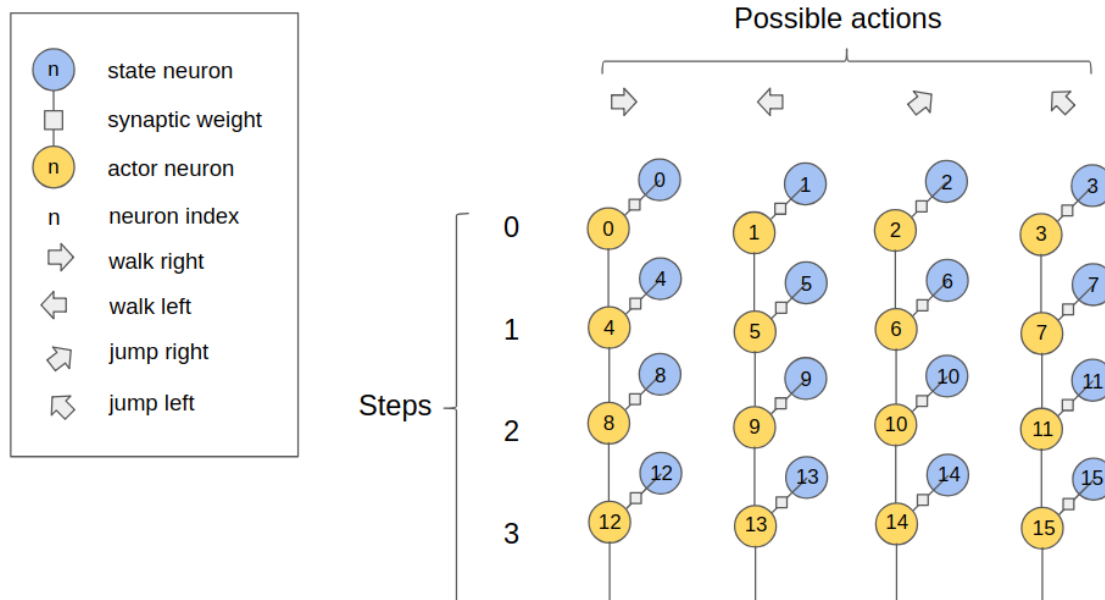 Possible actions
n state neuron
synaptic weight
n actor neuron
n neuron index
walk right
walk left
jump right
jump left
Steps
0 1 2 3
0 0 1 2 3
4 5 6 7
1 4 5 6 7
8 9 10 11
2 8 9 10 11
12 13 14 15
3 12 13 14 15